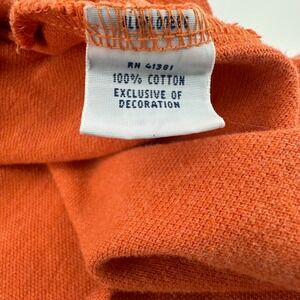 RN 41381
100% COTTON
EXCLUSIVE OF
DECORATION